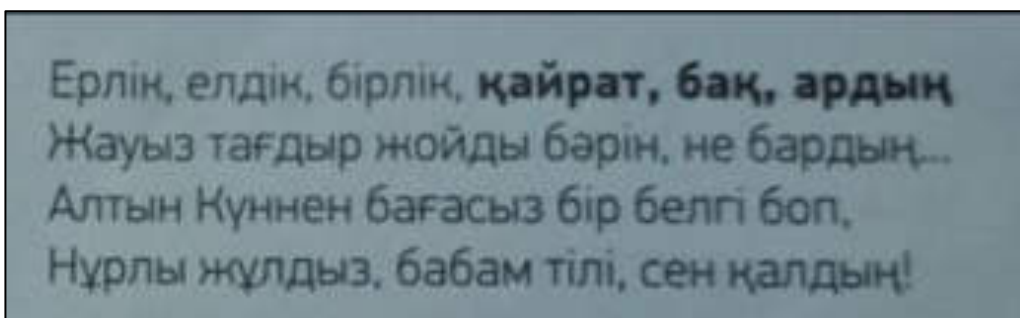 Ерлік, елдік, бірлік, қайрат, бақ, ардың
Жауыз тағдыр жойды бәрін, не бардың...
Алтын Күннен бағасыз бір белгі боп,
Нұрлы жұлдыз, бабам тілі, сен қалдың!